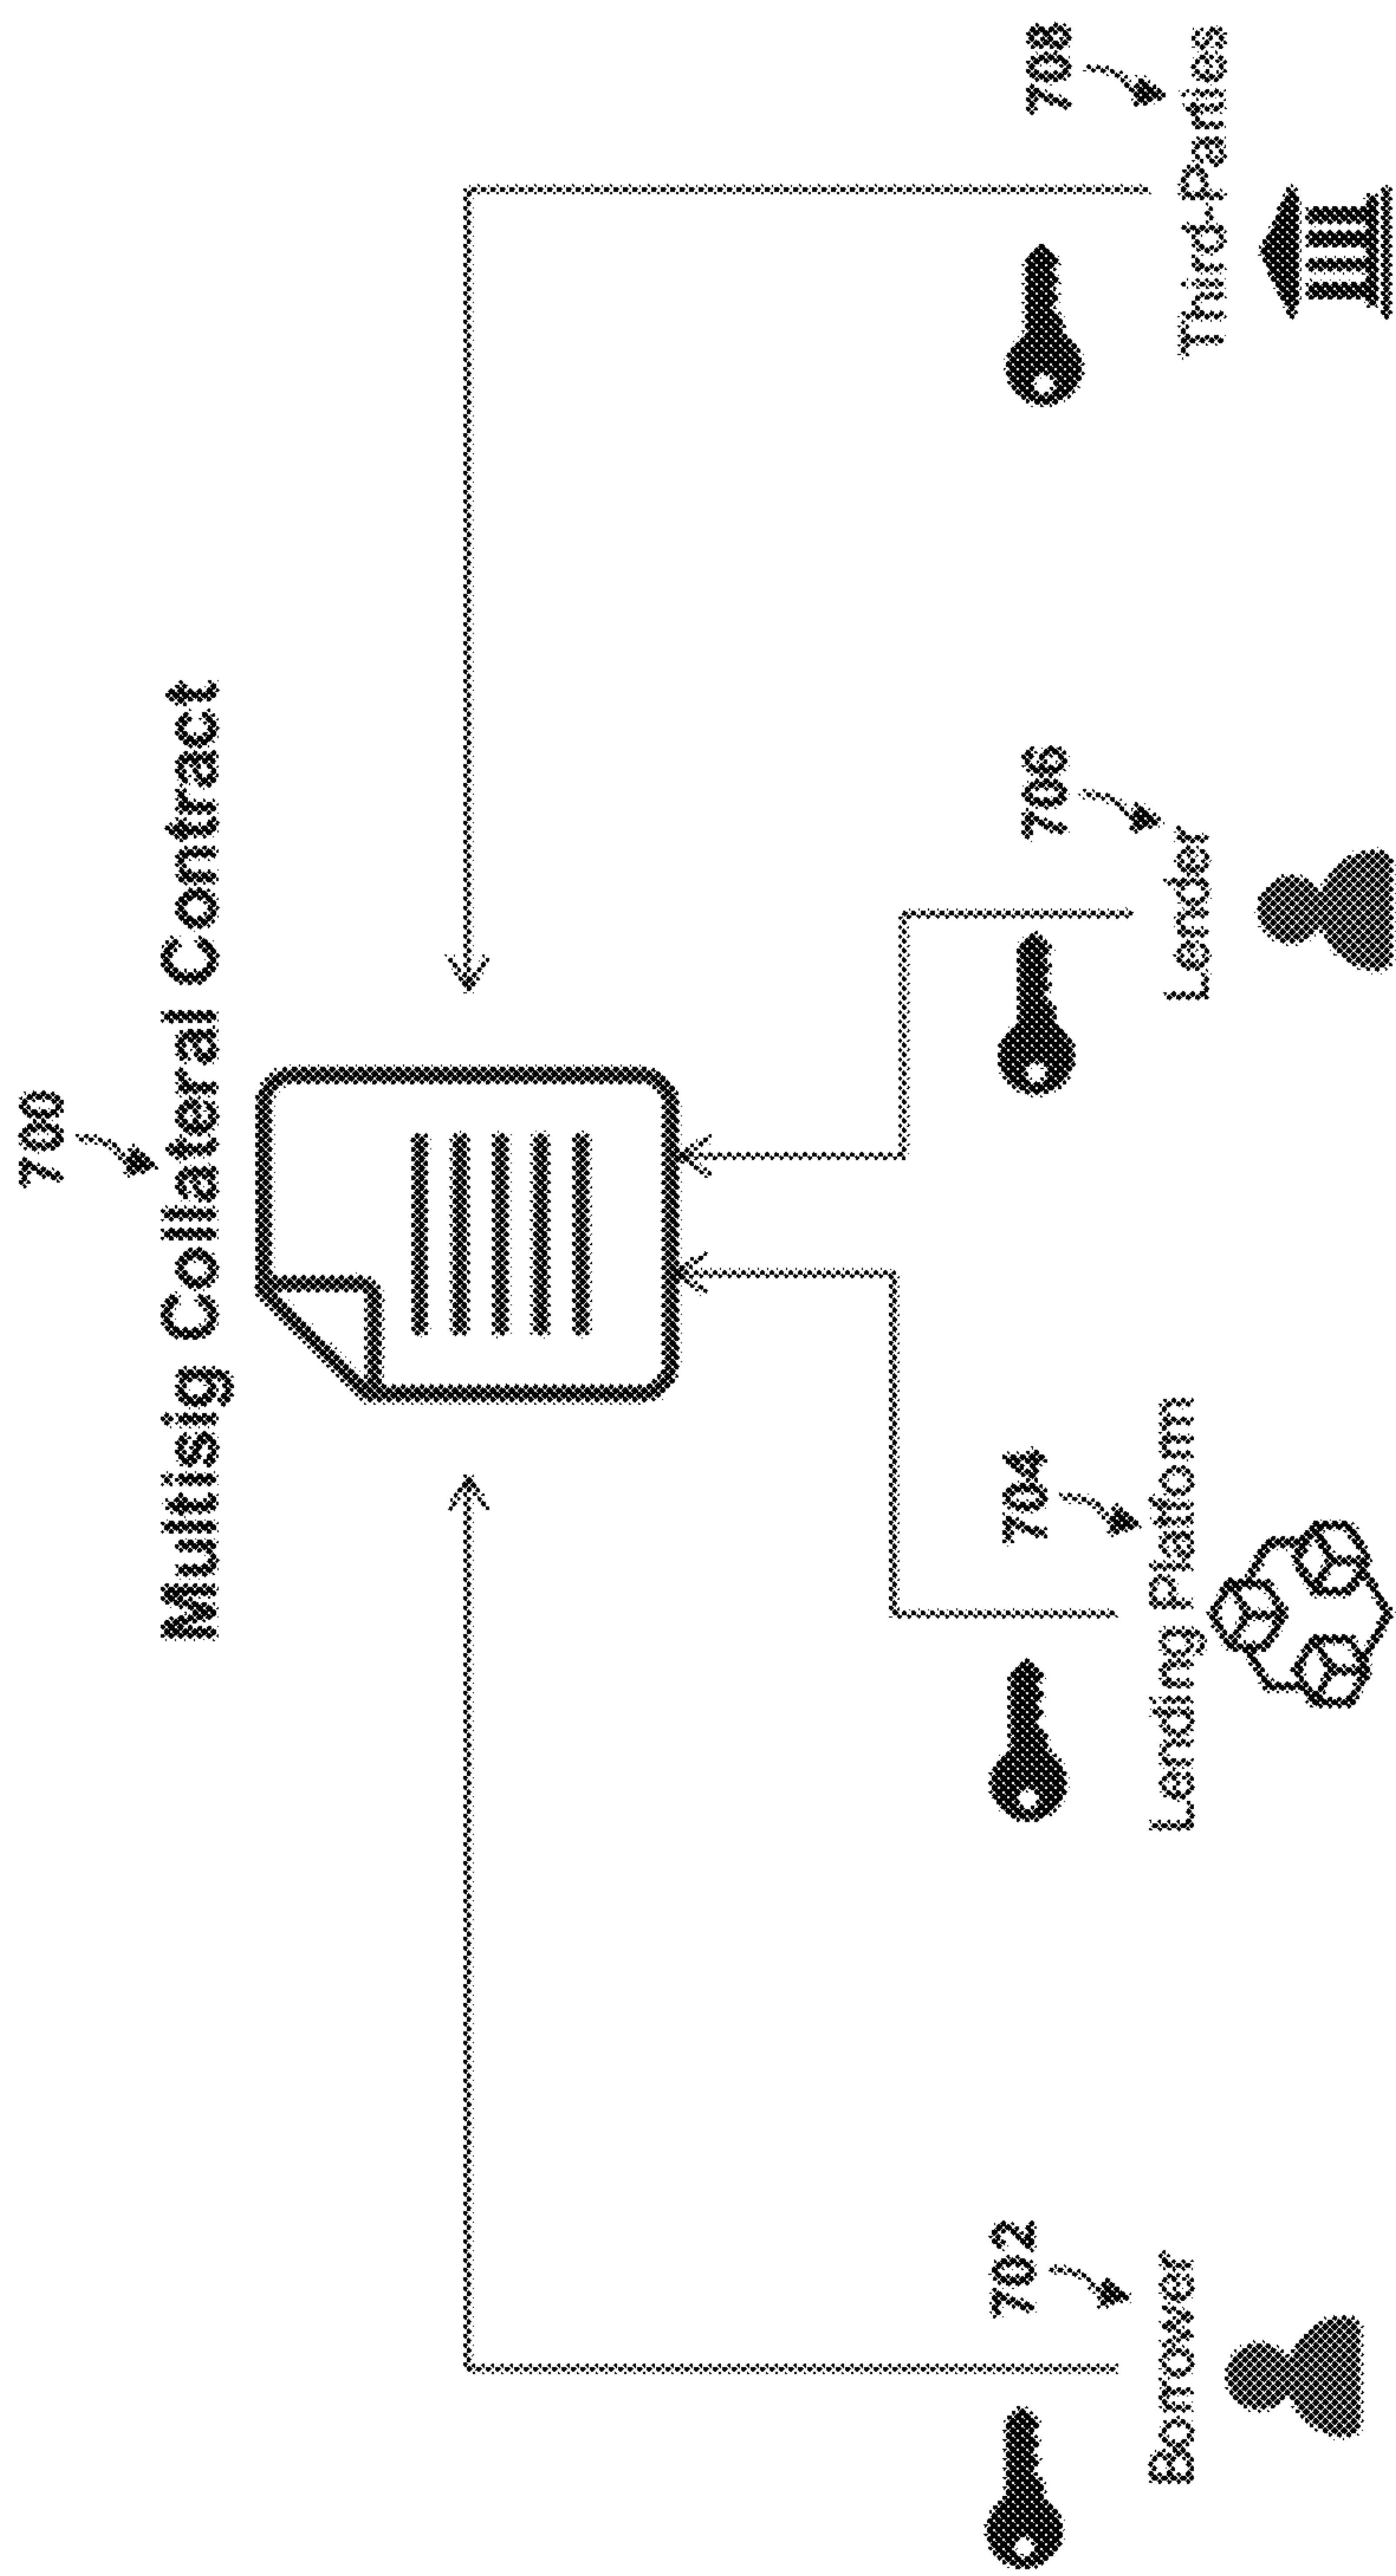 700
Multisig Collateral Contract
702
Borrower
704
Lending Platform
706
Lender
708
Third-Parties